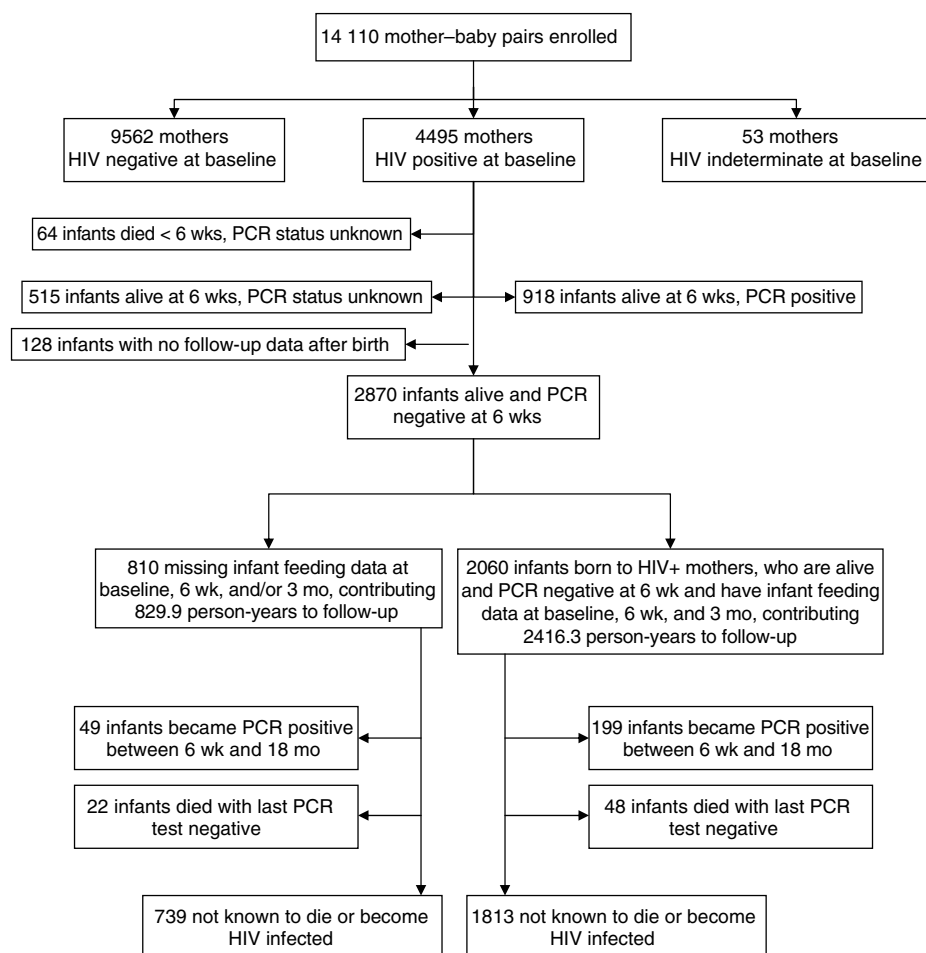 14 110 mother–baby pairs enrolled
9562 mothers
HIV negative at baseline
4495 mothers
HIV positive at baseline
53 mothers
HIV indeterminate at baseline
64 infants died < 6 wks, PCR status unknown
515 infants alive at 6 wks, PCR status unknown
918 infants alive at 6 wks, PCR positive
128 infants with no follow-up data after birth
2870 infants alive and PCR
negative at 6 wks
810 missing infant feeding data at
baseline, 6 wk, and/or 3 mo, contributing
829.9 person-years to follow-up
2060 infants born to HIV+ mothers, who are alive
and PCR negative at 6 wk and have infant feeding
data at baseline, 6 wk, and 3 mo, contributing
2416.3 person-years to follow-up
49 infants became PCR positive
between 6 wk and 18 mo
199 infants became PCR positive
between 6 wk and 18 mo
22 infants died with last PCR
test negative
48 infants died with last PCR
test negative
739 not known to die or become
HIV infected
1813 not known to die or become
HIV infected